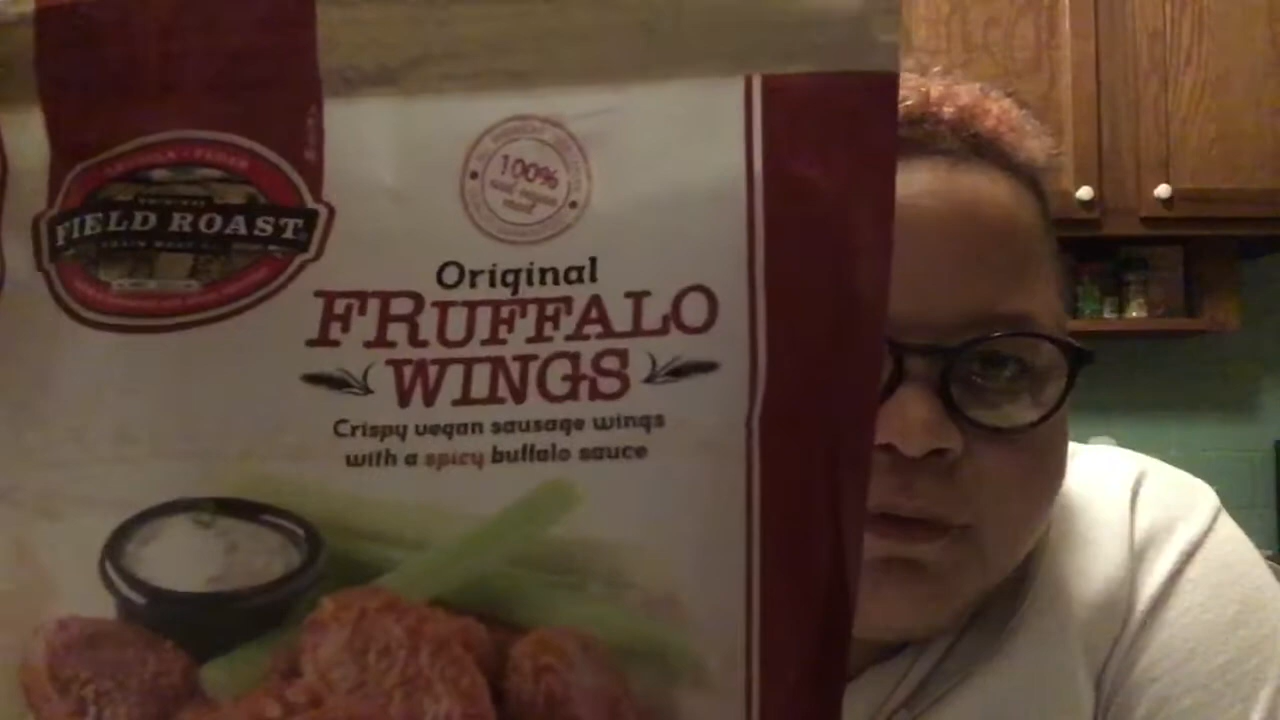 FIELD ROAST
100%
Original
FRUFFALO
WINGS
Crispy vegan sausage wings
with a spicy buffalo sauce